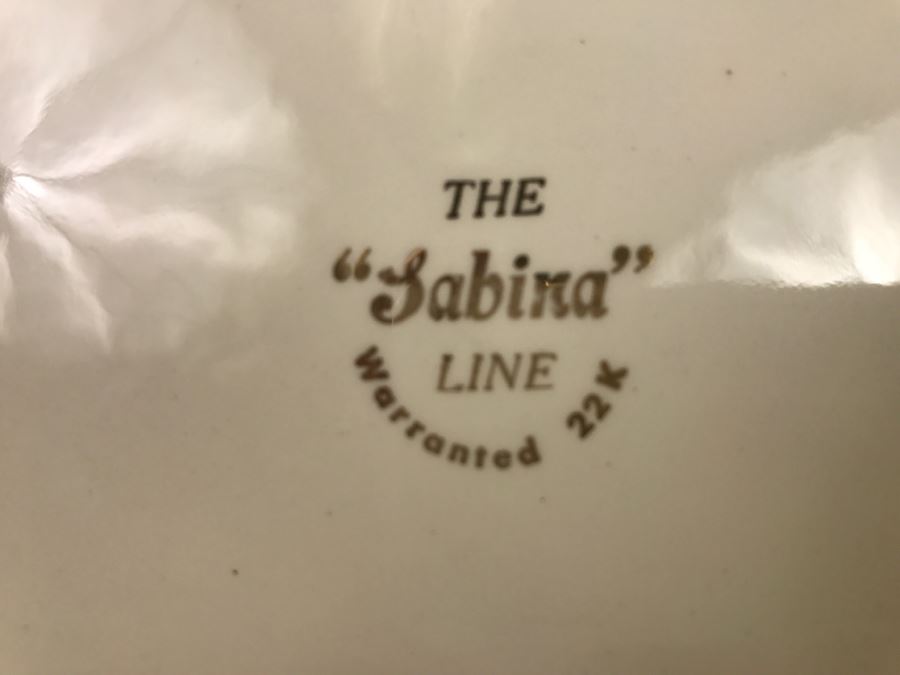 THE
“Sabina”
LINE
Warranted 22K